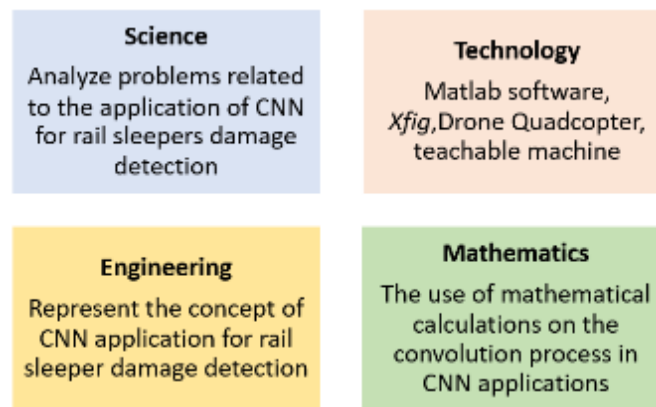 Science
Analyze problems related
to the application of CNN
for rail sleepers damage
detection
Technology
Matlab software,
Xfig,Drone Quadcopter,
teachable machine
Engineering
Represent the concept of
CNN application for rail
sleeper damage detection
Mathematics
The use of mathematical
calculations on the
convolution process in
CNN applications